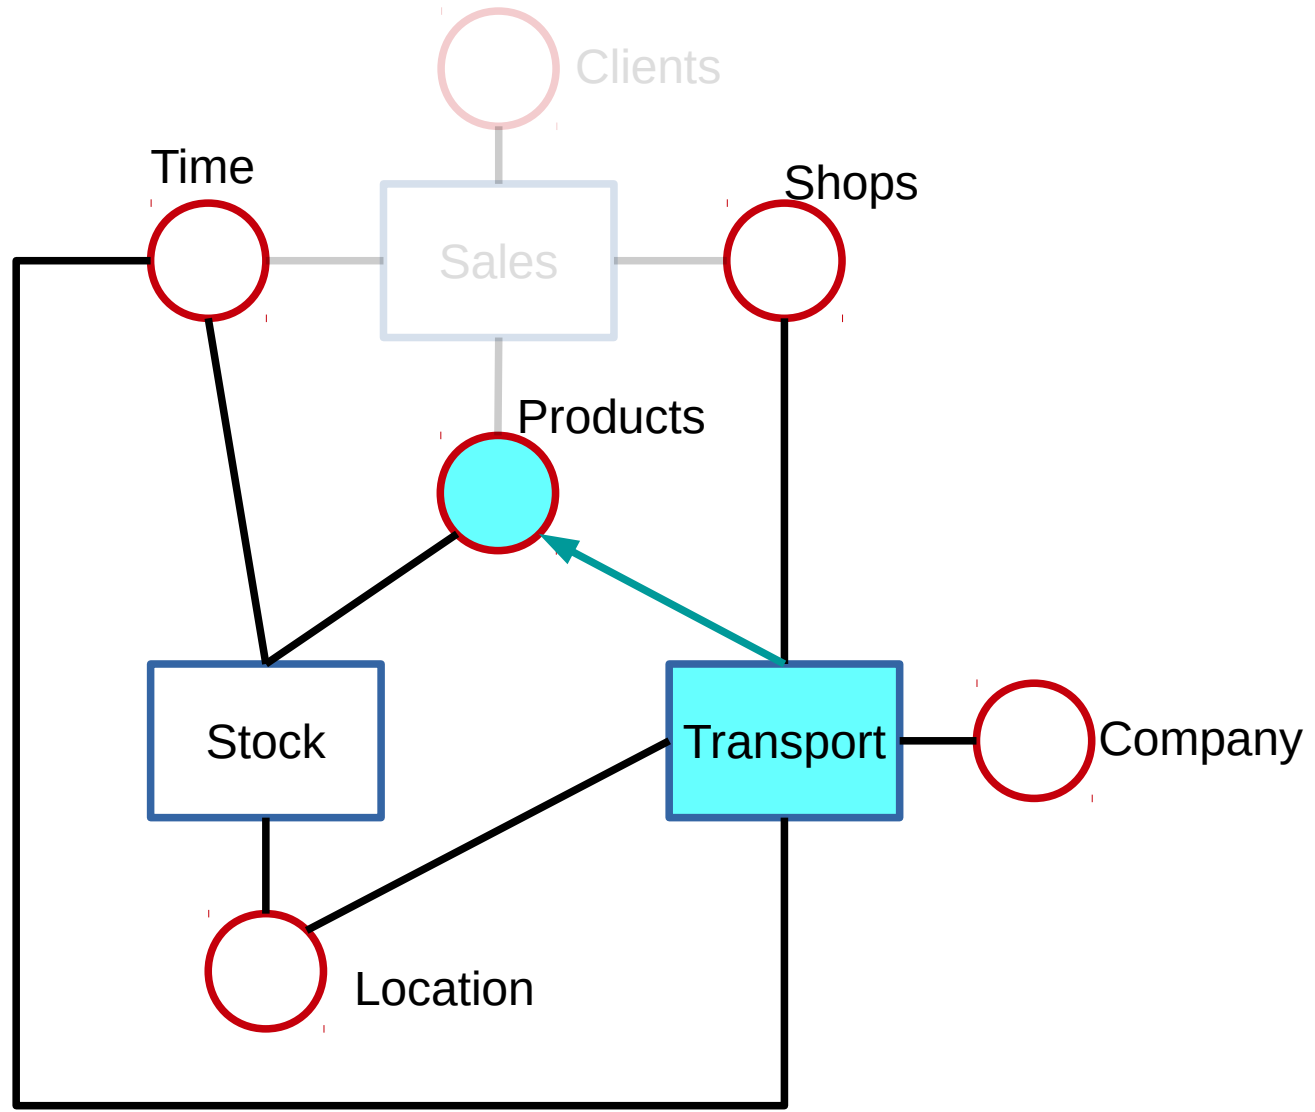 Clients
Time
Shops
Sales
Products
Stock
Transport
Company
Location